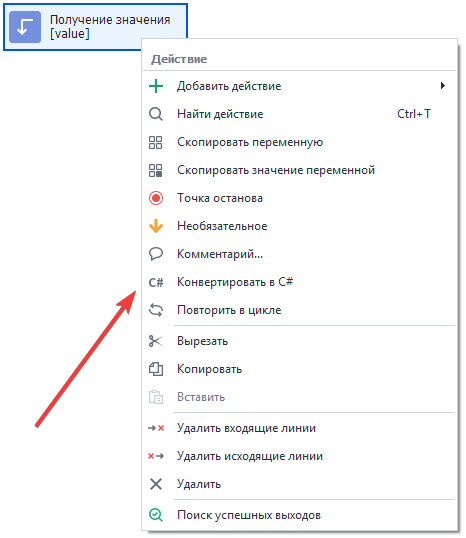 Получение значения
[value]
Действие
Добавить действие
Найти действие Ctrl+T
Скопировать переменную
Скопировать значение переменной
Точка останова
Необязательное
Комментарий...
C# Конвертировать в C#
Повторить в цикле
Вырезать
Копировать
Вставить
Удалить входящие линии
Удалить исходящие линии
Удалить
Поиск успешных выходов